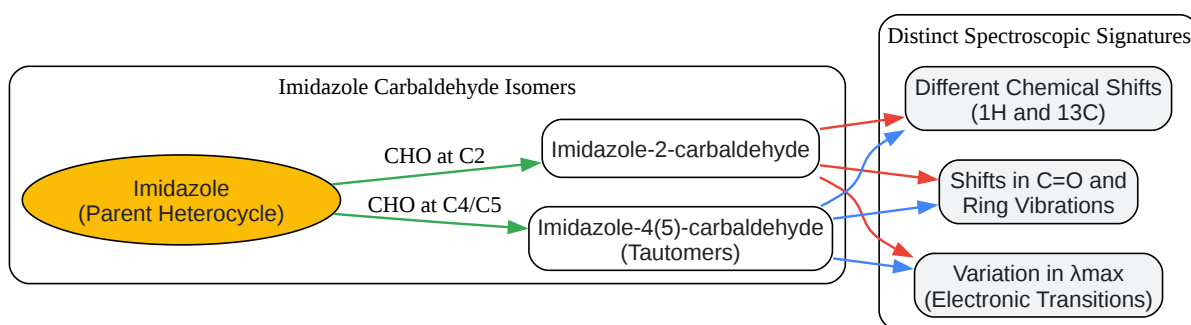 Distinct Spectroscopic Signatures
Imidazole Carbaldehyde Isomers
Imidazole
(Parent Heterocycle)
CHO at C2
CHO at C4/C5
Imidazole-2-carbaldehyde
Imidazole-4(5)-carbaldehyde
(Tautomers)
Different Chemical Shifts
(1H and 13C)
Shifts in C=O and
Ring Vibrations
Variation in λmax
(Electronic Transitions)